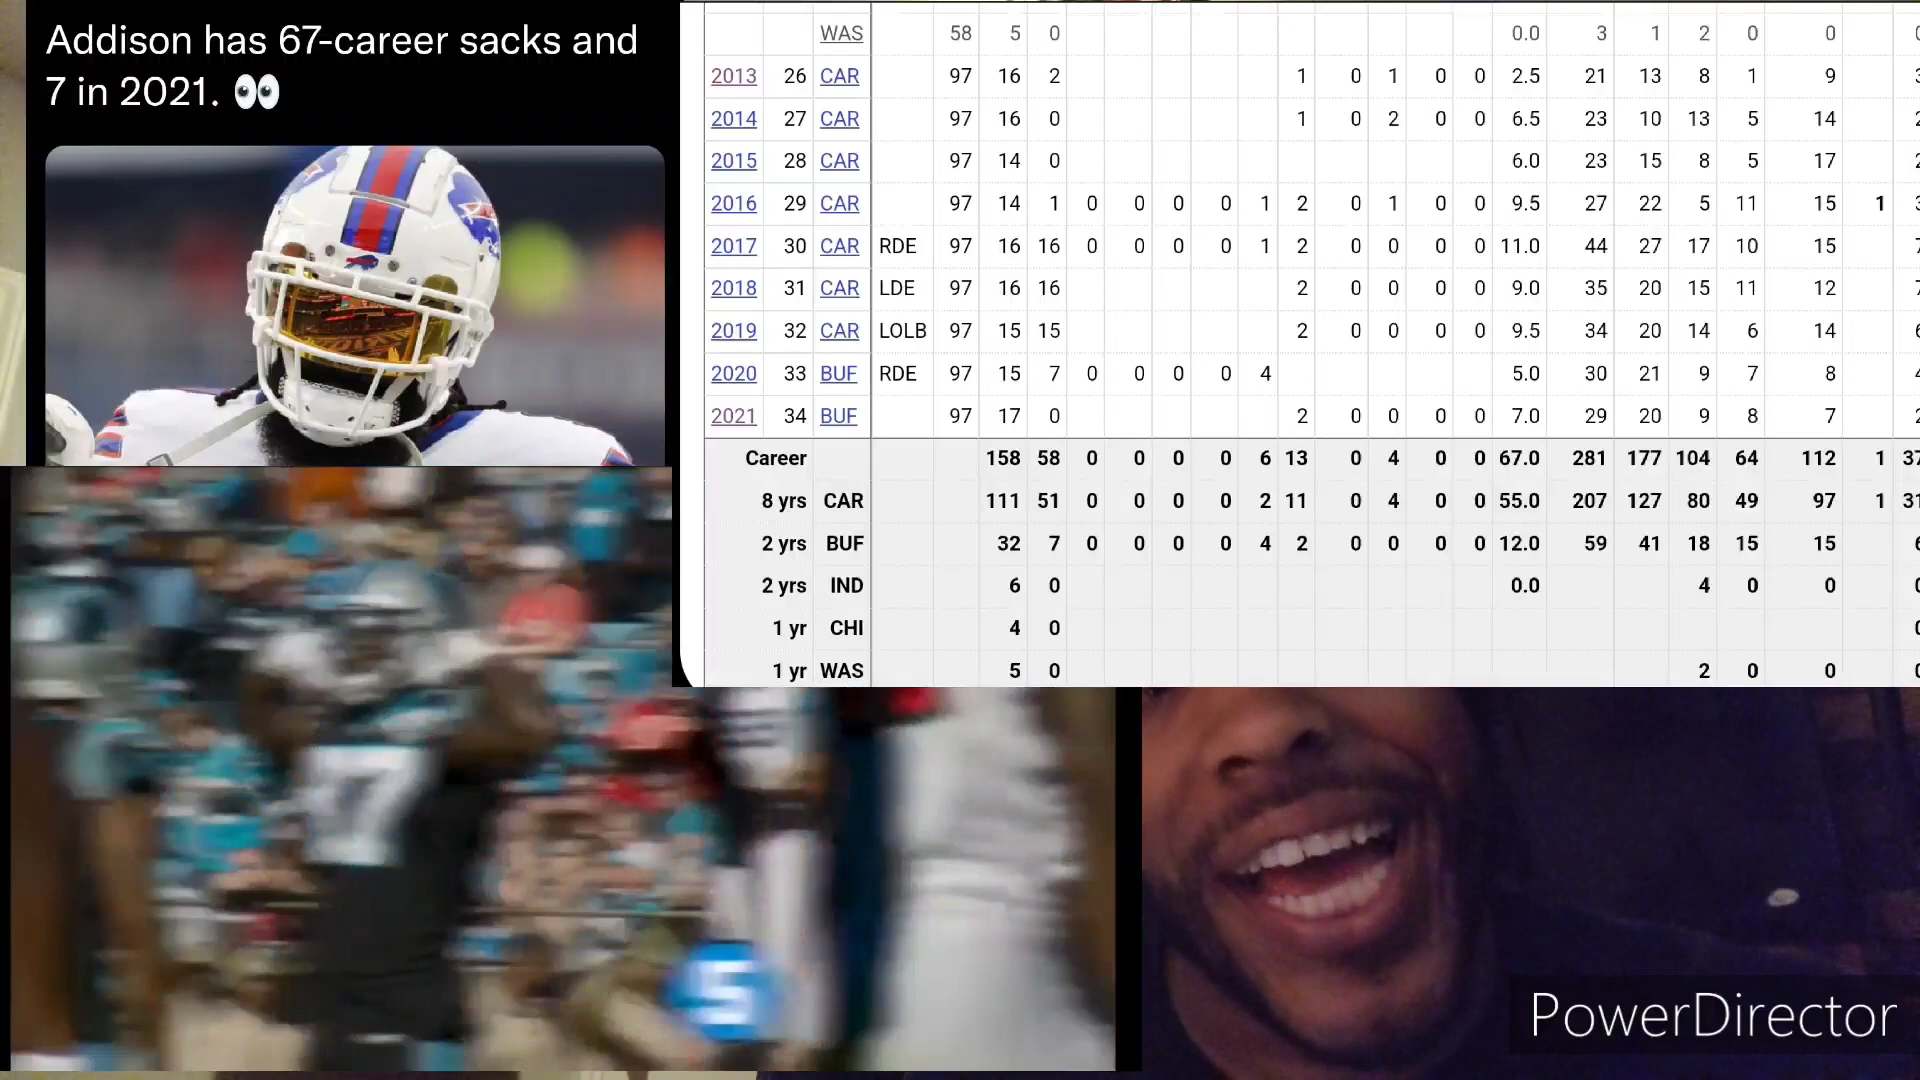 Addison has 67-career sacks and
7 in 2021. 👀
WAS 58 5 0 0.0 3 1 2 0 0
2013 26 CAR 97 16 2 1 0 1 0 0 2.5 21 13 8 1 9
2014 27 CAR 97 16 0 1 0 2 0 0 6.5 23 10 13 5 14
2015 28 CAR 97 14 0 6.0 23 15 8 5 17
2016 29 CAR 97 14 1 0 0 0 0 1 2 0 1 0 0 9.5 27 22 5 11 15 1
2017 30 CAR RDE 97 16 16 0 0 0 0 1 2 0 0 0 0 11.0 44 27 17 10 15
2018 31 CAR LDE 97 16 16 2 0 0 0 0 9.0 35 20 15 11 12
2019 32 CAR LOLB 97 15 15 2 0 0 0 0 9.5 34 20 14 6 14
2020 33 BUF RDE 97 15 7 0 0 0 0 4 5.0 30 21 9 7 8
2021 34 BUF 97 17 0 2 0 0 0 0 7.0 29 20 9 8 7
Career 158 58 0 0 0 0 6 13 0 4 0 0 67.0 281 177 104 64 112 1 37
8 yrs CAR 111 51 0 0 0 0 2 11 0 4 0 0 55.0 207 127 80 49 97 1 31
2 yrs BUF 32 7 0 0 0 0 4 2 0 0 0 0 12.0 59 41 18 15 15
2 yrs IND 6 0 0.0 4 0 0
1 yr CHI 4 0
1 yr WAS 5 0 2 0 0
97
5
PowerDirector